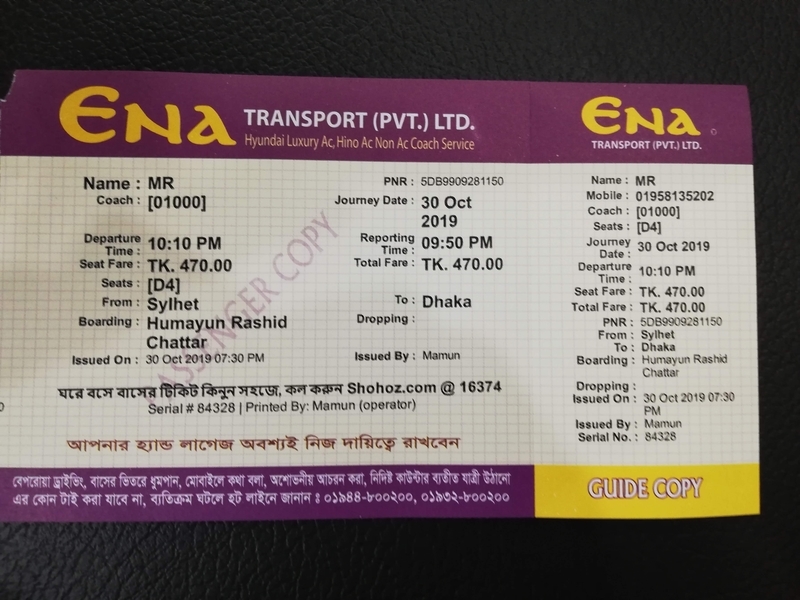 ENA TRANSPORT (PVT.) LTD.
Hyundai Luxury Ac, Hino Ac Non Ac Coach Service
Name : MR
PNR : 5DB9909281150
Coach : [01000]
Journey Date : 30 Oct 2019
Departure Time : 10:10 PM
Reporting Time : 09:50 PM
Seat Fare : TK. 470.00
Total Fare : TK. 470.00
Seats : [D4]
From : Sylhet
To : Dhaka
Boarding : Humayun Rashid
Chattar
Dropping :
Issued On : 30 Oct 2019 07:30 PM
Issued By : Mamun
PASSENGER COPY
ঘরে বসে বাসের টিকিট কিনুন সহজে, কল করুন Shohoz.com @ 16374
Serial # 84328 | Printed By: Mamun (operator)
আপনার হ্যান্ড লাগেজ অবশ্যই নিজ দায়িত্বে রাখবেন
বেপরোয়া ড্রাইভিং, বাসের ভিতরে ধুমপান, মোবাইলে কথা বলা, অশোভনীয় আচরন করা, নির্দিষ্ট কাউন্টার ব্যতীত যাত্রী উঠানো
এর কোন টাই করা যাবে না, ব্যতিক্রম ঘটলে হট লাইনে জানান : ০১৯৪৪-৮০০২০০, ০১৯৩২-৮০০২০০
ENA
TRANSPORT (PVT.) LTD.
Name : MR
Mobile : 01958135202
Coach : [01000]
Seats : [D4]
Journey Date : 30 Oct 2019
Departure Time : 10:10 PM
Seat Fare : TK. 470.00
Total Fare : TK. 470.00
PNR : 5DB9909281150
From : Sylhet
To : Dhaka
Boarding : Humayun Rashid
Chattar
Dropping :
Issued On : 30 Oct 2019 07:30
PM
Issued By : Mamun
Serial No. : 84328
GUIDE COPY